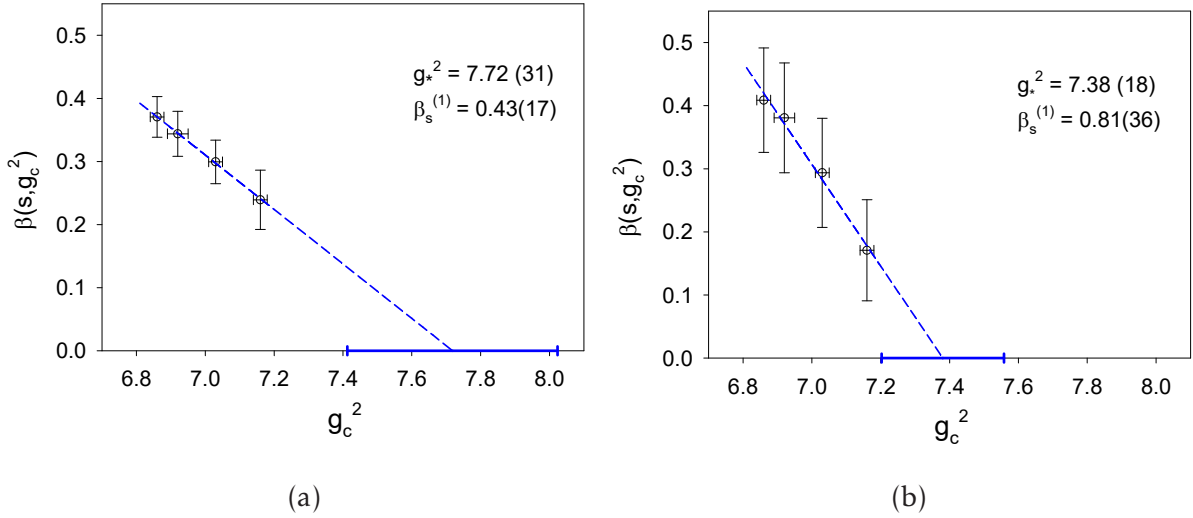 0.5
0.4
0.3
0.2
0.1
0.0
β(s,g_c^2)
g_*^2 = 7.72 (31)
β_s^(1) = 0.43(17)
6.8 7.0 7.2 7.4 7.6 7.8 8.0
g_c^2
(a)
0.5
0.4
0.3
0.2
0.1
0.0
β(s,g_c^2)
g_*^2 = 7.38 (18)
β_s^(1) = 0.81(36)
6.8 7.0 7.2 7.4 7.6 7.8 8.0
g_c^2
(b)